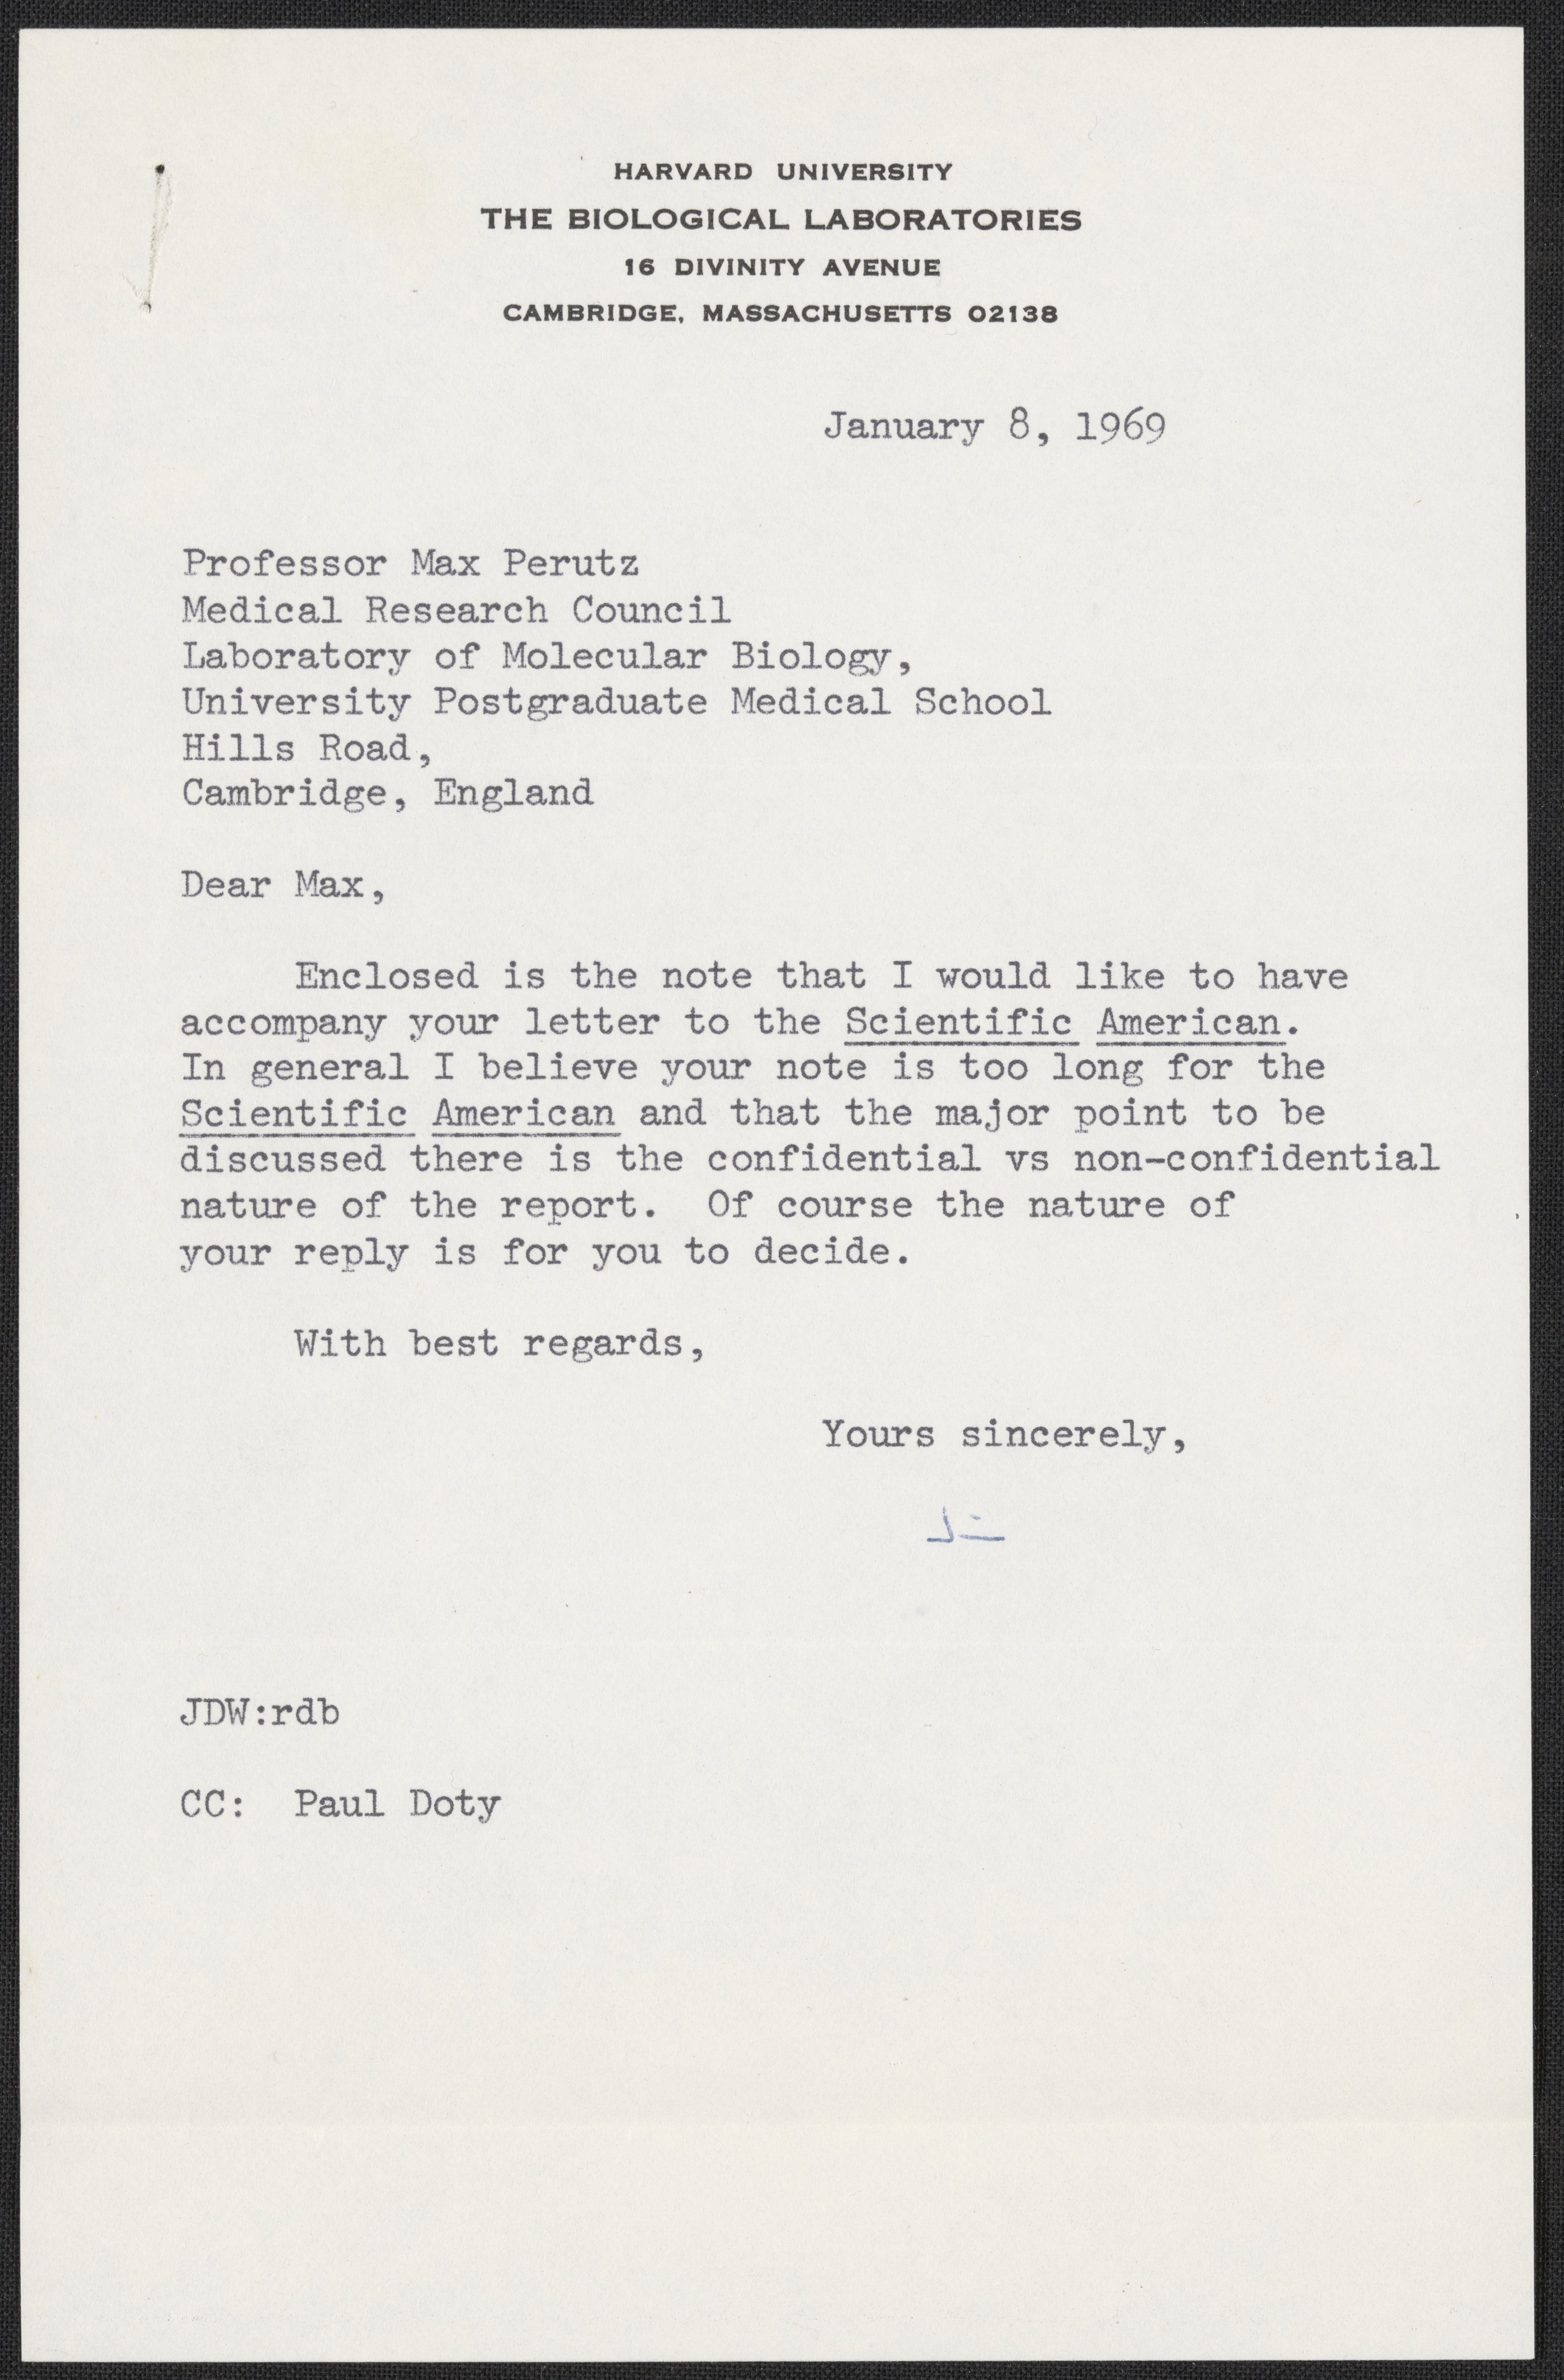 HARVARD UNIVERSITY
THE BIOLOGICAL LABORATORIES
16 DIVINITY AVENUE
CAMBRIDGE, MASSACHUSETTS 02138
January 8, 1969
Professor Max Perutz
Medical Research Council
Laboratory of Molecular Biology,
University Postgraduate Medical School
Hills Road,
Cambridge, England
Dear Max,
Enclosed is the note that I would like to have
accompany your letter to the Scientific American.
In general I believe your note is too long for the
Scientific American and that the major point to be
discussed there is the confidential vs non-confidential
nature of the report. Of course the nature of
your reply is for you to decide.
With best regards,
Yours sincerely,
Jim
JDW:rdb
CC: Paul Doty